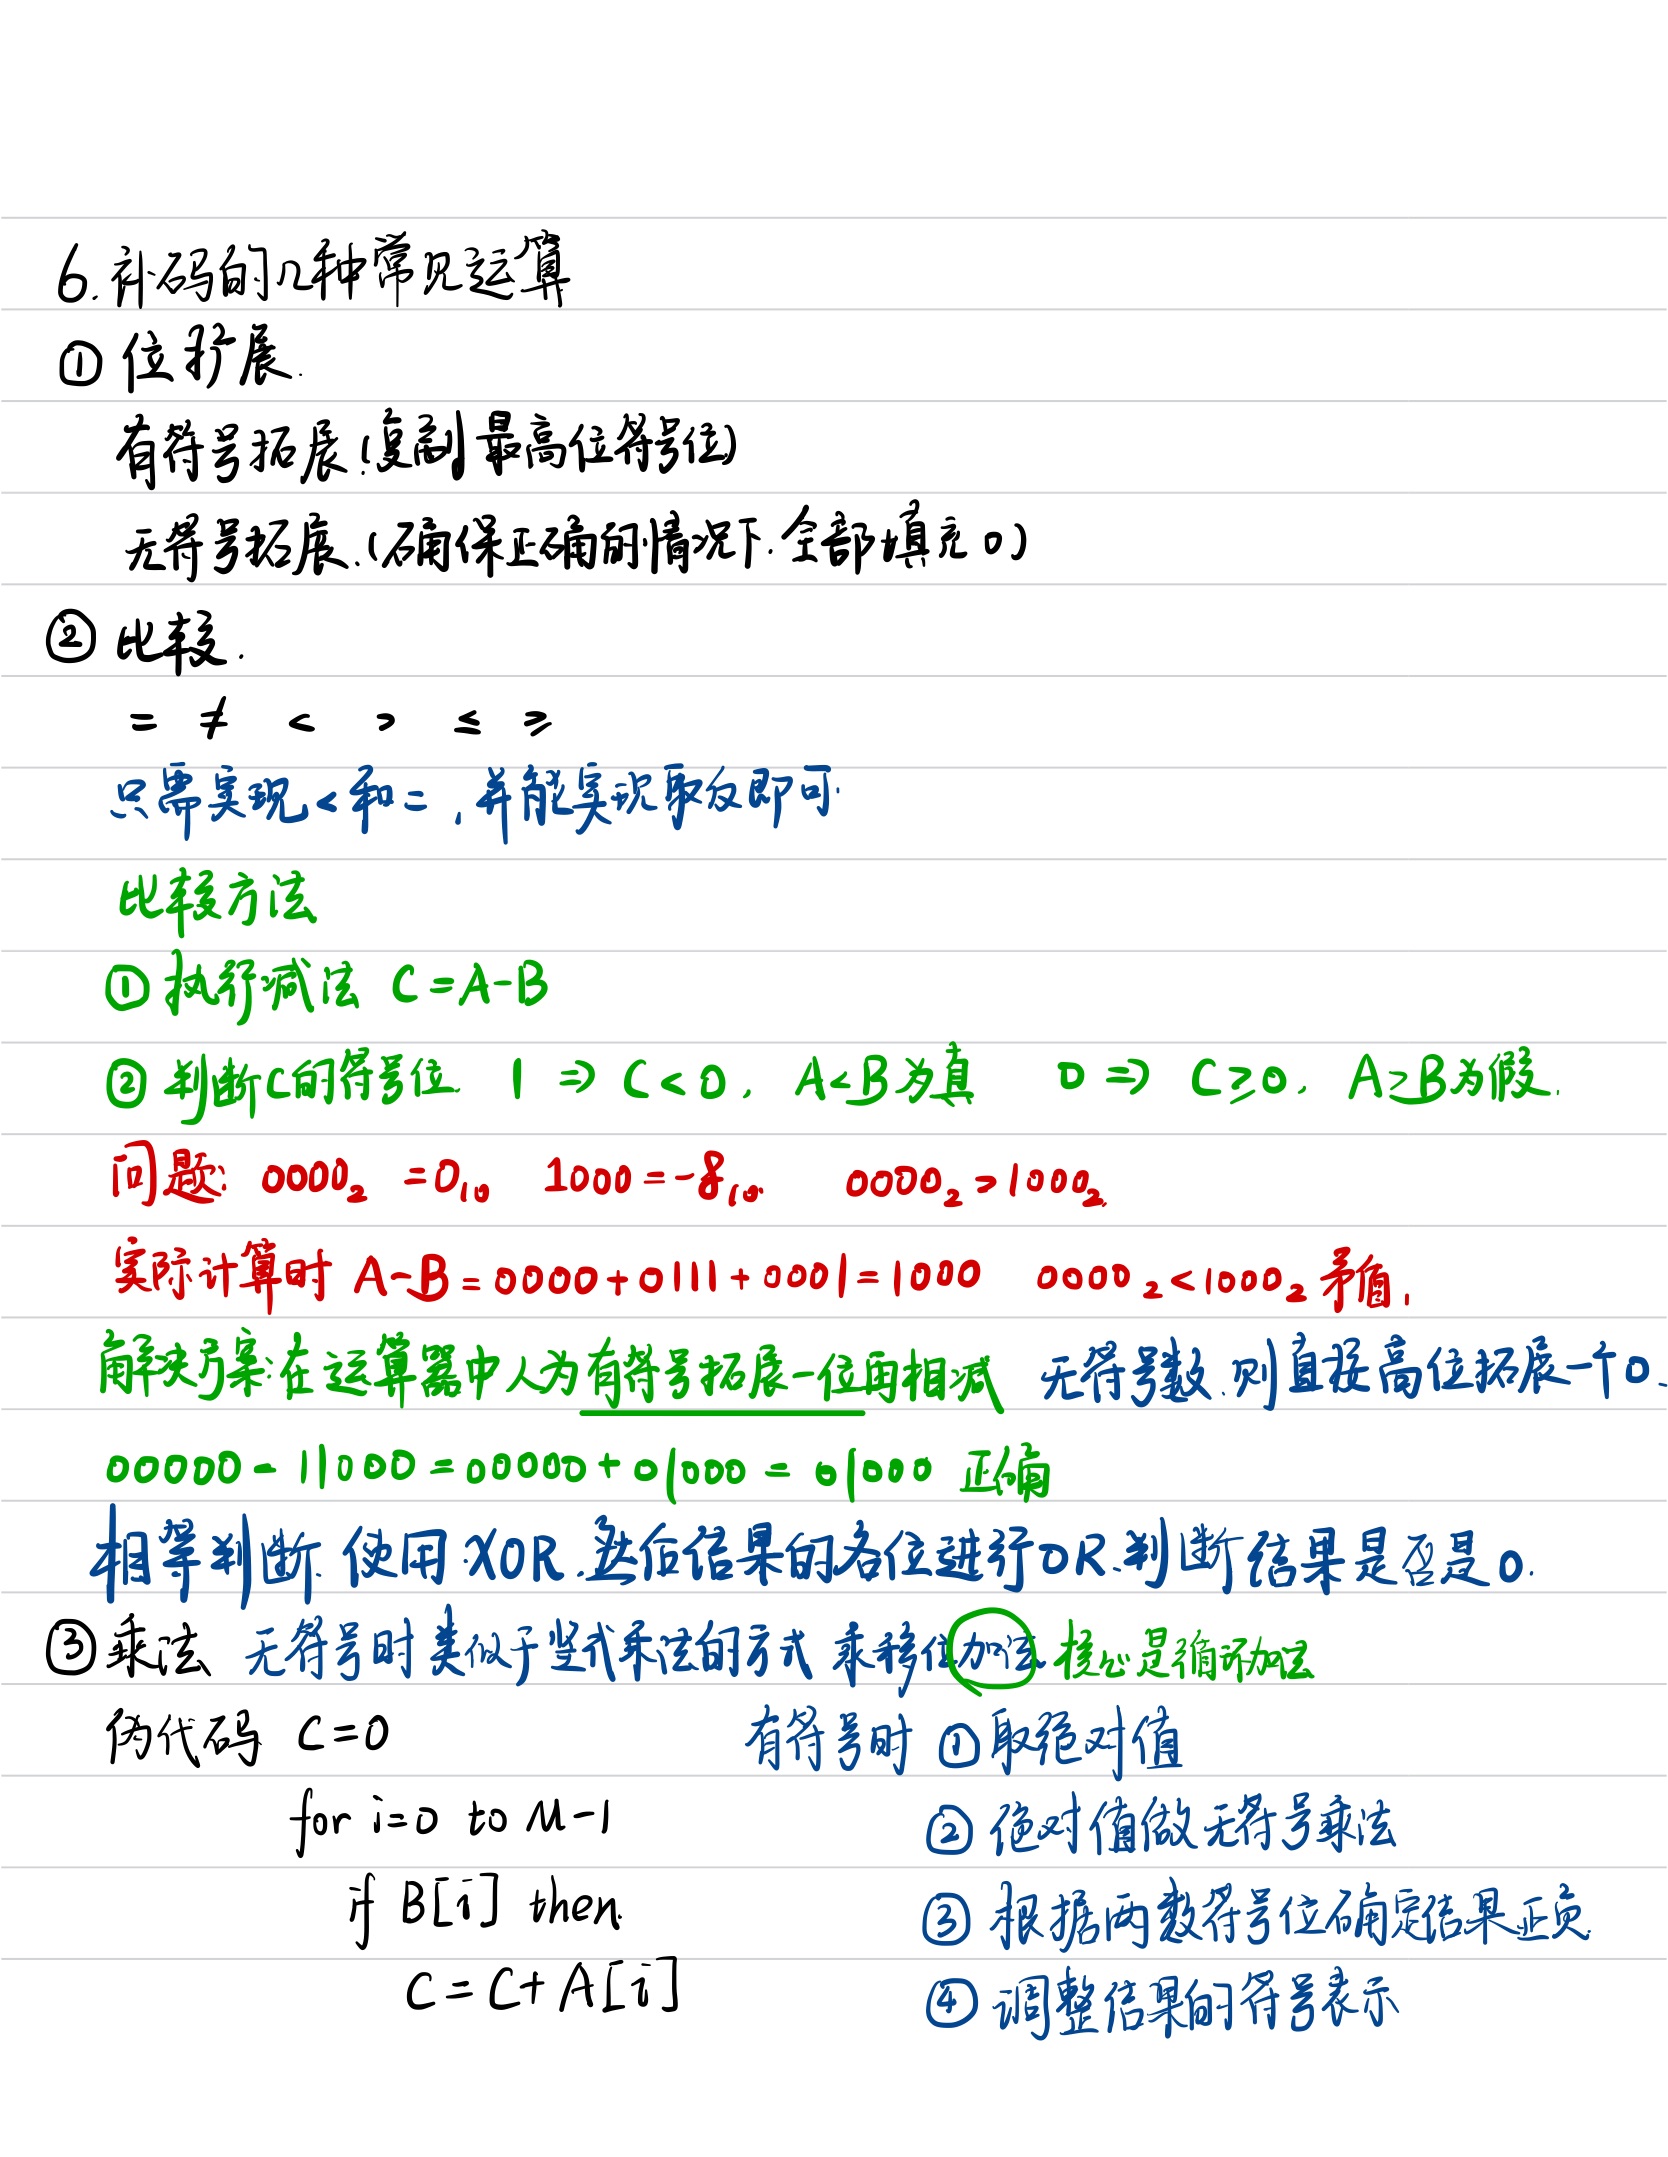 6. 补码的几种常见运算
① 位扩展.
有符号拓展.(复制最高位符号位)
无符号拓展.(确保正确的情况下.全部填充0)
② 比较.
= ≠ < > ≤ ≥
只需实现<和=,并能实现取反即可.
比较方法
① 执行减法 C=A-B
② 判断C的符号位. 1 ⇒ C<0, A<B为真 0 ⇒ C≥0, A≥B为假.
问题: 0000₂ =0₁₀ 1000=-8₁₀. 0000₂>1000₂.
实际计算时 A-B=0000+0111+0001=1000 0000₂<1000₂ 矛盾.
解决方案:在运算器中人为有符号拓展一位再相减 无符号数.则直接高位拓展一个0.
00000-11000=00000+01000=01000 正确
相等判断.使用XOR.然后结果的各位进行OR.判断结果是否是0.
③ 乘法 无符号时类似于竖式乘法的方式 乘移位加法. 核心是循环加法
伪代码 C=0 有符号时 ①取绝对值
for i=0 to M-1 ② 绝对值做无符号乘法
if B[i] then. ③ 根据两数符号位确定结果正负.
C=C+A[i] ④ 调整结果的符号表示